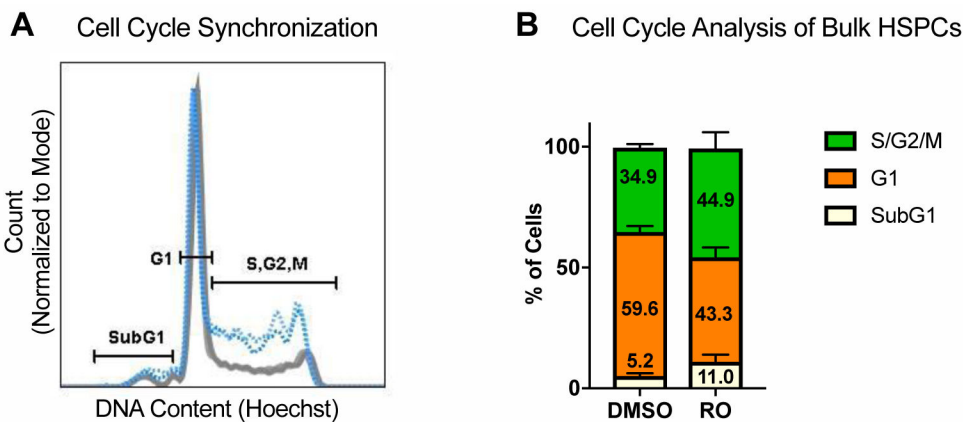 A Cell Cycle Synchronization
Count
(Normalized to Mode)
G1
S,G2,M
SubG1
DNA Content (Hoechst)
B Cell Cycle Analysis of Bulk HSPCs
% of Cells
100
50
0
34.9
59.6
5.2
44.9
43.3
11.0
DMSO RO
S/G2/M
G1
SubG1